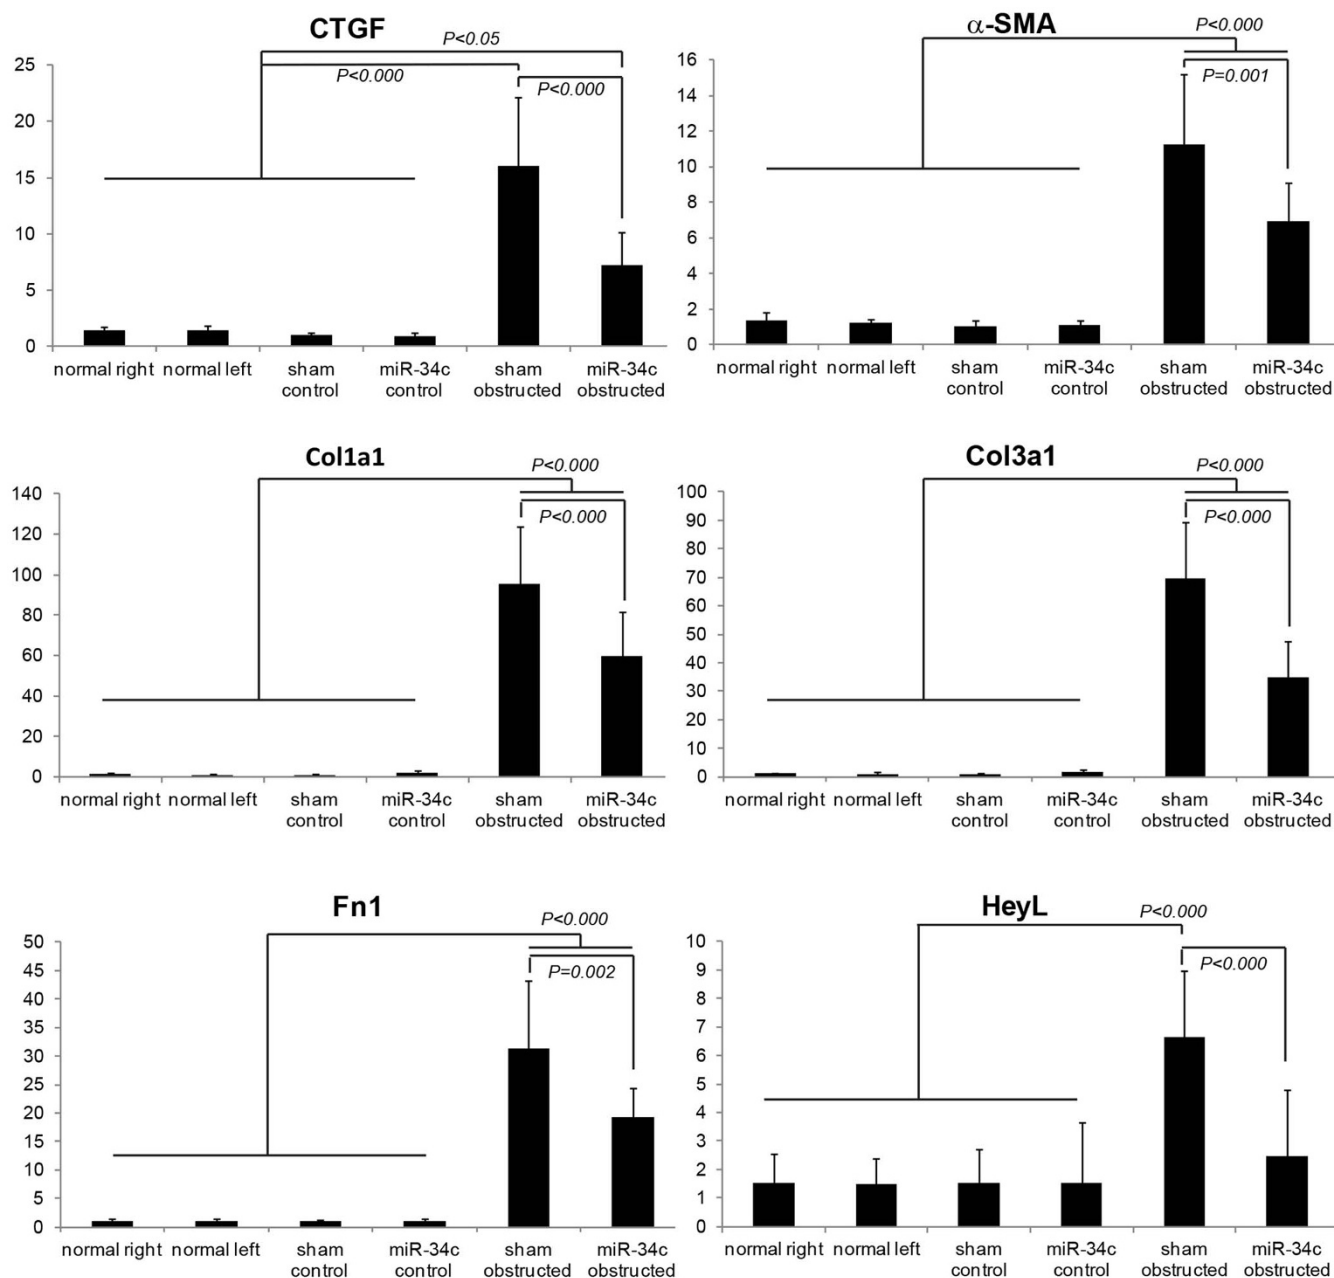 CTGF
P<0.05
P<0.000
P<0.000
25
20
15
10
5
0
normal right normal left sham control miR-34c control sham obstructed miR-34c obstructed
α-SMA
P<0.000
P=0.001
16
14
12
10
8
6
4
2
0
normal right normal left sham control miR-34c control sham obstructed miR-34c obstructed
Col1a1
P<0.000
P<0.000
140
120
100
80
60
40
20
0
normal right normal left sham control miR-34c control sham obstructed miR-34c obstructed
Col3a1
P<0.000
P<0.000
100
90
80
70
60
50
40
30
20
10
0
normal right normal left sham control miR-34c control sham obstructed miR-34c obstructed
Fn1
P<0.000
P=0.002
50
45
40
35
30
25
20
15
10
5
0
normal right normal left sham control miR-34c control sham obstructed miR-34c obstructed
HeyL
P<0.000
P<0.000
10
9
8
7
6
5
4
3
2
1
0
normal right normal left sham control miR-34c control sham obstructed miR-34c obstructed